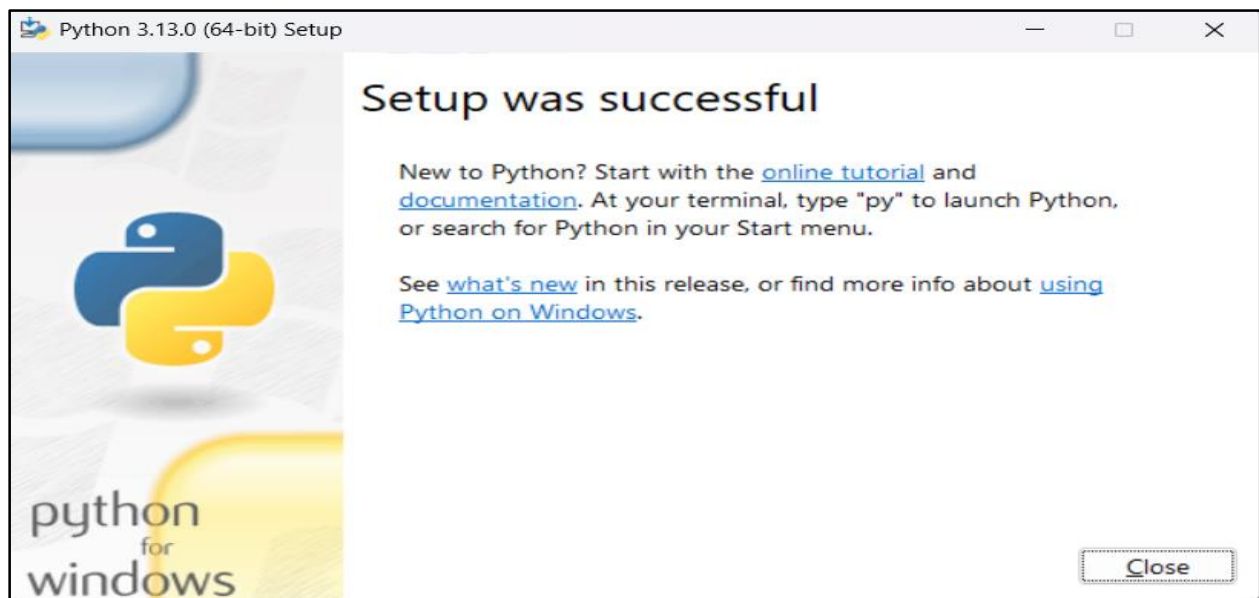 Python 3.13.0 (64-bit) Setup
Setup was successful
New to Python? Start with the online tutorial and
documentation. At your terminal, type "py" to launch Python,
or search for Python in your Start menu.
See what's new in this release, or find more info about using
Python on Windows.
python
for
windows
Close